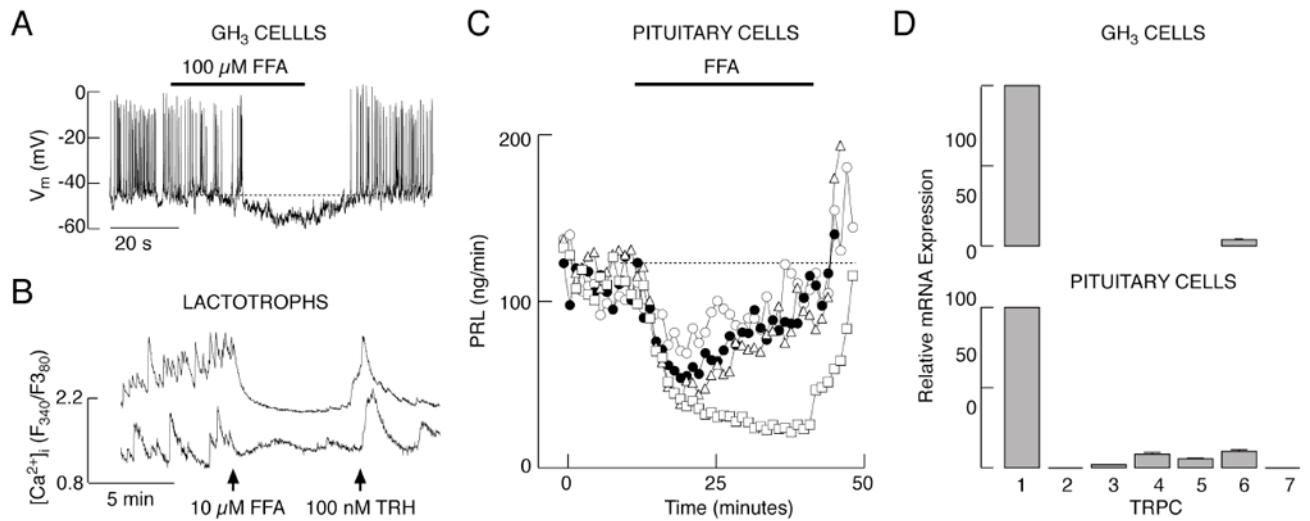 A
GH3 CELLLS
100 µM FFA
0
-20
-40
-60
Vm (mV)
20 s
B
LACTOTROPHS
2.2
0.8
[Ca2+]i (F340/F380)
5 min
10 µM FFA
100 nM TRH
C
PITUITARY CELLS
FFA
200
100
0
PRL (ng/min)
0
25
50
Time (minutes)
D
GH3 CELLS
100
50
0
Relative mRNA Expression
PITUITARY CELLS
100
50
0
1 2 3 4 5 6 7
TRPC